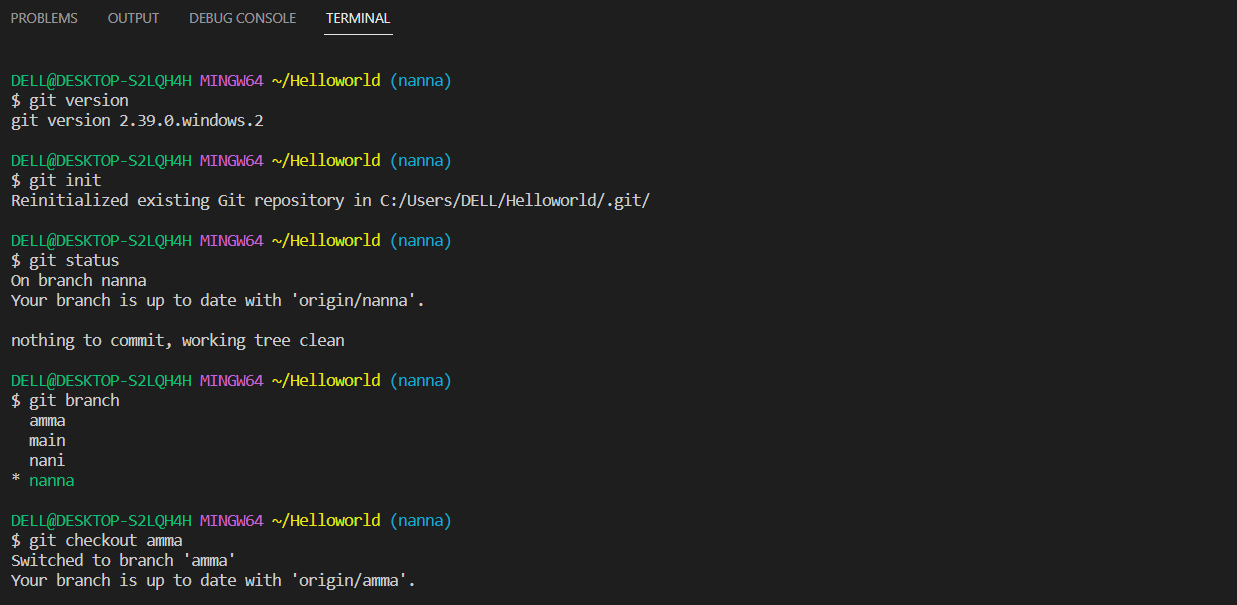 PROBLEMS OUTPUT DEBUG CONSOLE TERMINAL
DELL@DESKTOP-S2LQH4H MINGW64 ~/Helloworld (nanna)
$ git version
git version 2.39.0.windows.2
DELL@DESKTOP-S2LQH4H MINGW64 ~/Helloworld (nanna)
$ git init
Reinitialized existing Git repository in C:/Users/DELL/Helloworld/.git/
DELL@DESKTOP-S2LQH4H MINGW64 ~/Helloworld (nanna)
$ git status
On branch nanna
Your branch is up to date with 'origin/nanna'.
nothing to commit, working tree clean
DELL@DESKTOP-S2LQH4H MINGW64 ~/Helloworld (nanna)
$ git branch
  amma
  main
  nani
* nanna
DELL@DESKTOP-S2LQH4H MINGW64 ~/Helloworld (nanna)
$ git checkout amma
Switched to branch 'amma'
Your branch is up to date with 'origin/amma'.